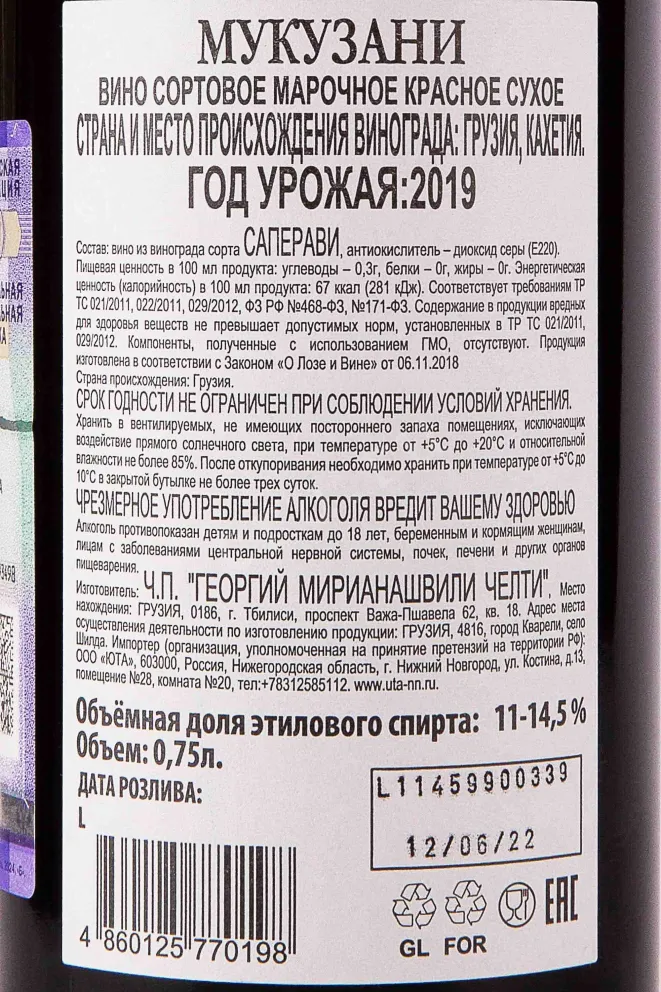 МУКУЗАНИ
ВИНО СОРТОВОЕ МАРОЧНОЕ КРАСНОЕ СУХОЕ
СТРАНА И МЕСТО ПРОИСХОЖДЕНИЯ ВИНОГРАДА: ГРУЗИЯ, КАХЕТИЯ.
ГОД УРОЖАЯ:2019
Состав: вино из винограда сорта САПЕРАВИ, антиокислитель – диоксид серы (Е220).
Пищевая ценность в 100 мл продукта: углеводы – 0,3г, белки – 0г, жиры – 0г. Энергетическая
ценность (калорийность) в 100 мл продукта: 67 ккал (281 кДж). Соответствует требованиям ТР
ТС 021/2011, 022/2011, 029/2012, ФЗ РФ №468-ФЗ, №171-ФЗ. Содержание в продукции вредных
для здоровья веществ не превышает допустимых норм, установленных в ТР ТС 021/2011,
029/2012. Компоненты, полученные с использованием ГМО, отсутствуют. Продукция
изготовлена в соответствии с Законом «О Лозе и Вине» от 06.11.2018
Страна происхождения: Грузия.
СРОК ГОДНОСТИ НЕ ОГРАНИЧЕН ПРИ СОБЛЮДЕНИИ УСЛОВИЙ ХРАНЕНИЯ.
Хранить в вентилируемых, не имеющих постороннего запаха помещениях, исключающих
воздействие прямого солнечного света, при температуре от +5°С до +20°С и относительной
влажности не более 85%. После откупоривания необходимо хранить при температуре от +5°С до
10°С в закрытой бутылке не более трех суток.
ЧРЕЗМЕРНОЕ УПОТРЕБЛЕНИЕ АЛКОГОЛЯ ВРЕДИТ ВАШЕМУ ЗДОРОВЬЮ
Алкоголь противопоказан детям и подросткам до 18 лет, беременным и кормящим женщинам,
лицам с заболеваниями центральной нервной системы, почек, печени и других органов
пищеварения.
Изготовитель: Ч.П. "ГЕОРГИЙ МИРИАНАШВИЛИ ЧЕЛТИ", Место
нахождения: ГРУЗИЯ, 0186, г. Тбилиси, проспект Важа-Пшавела 62, кв. 18. Адрес места
осуществления деятельности по изготовлению продукции: ГРУЗИЯ, 4816, город Кварели, село
Шилда. Импортер (организация, уполномоченная на принятие претензий на территории РФ):
ООО «ЮТА», 603000, Россия, Нижегородская область, г. Нижний Новгород, ул. Костина, д.13,
помещение №28, комната №20, тел:+78312585112. www.uta-nn.ru.
Объёмная доля этилового спирта: 11-14,5 %
Объем: 0,75л.
ДАТА РОЗЛИВА:
L
L11459900339
12/06/22
4 860125 770198
GL FOR
EAC